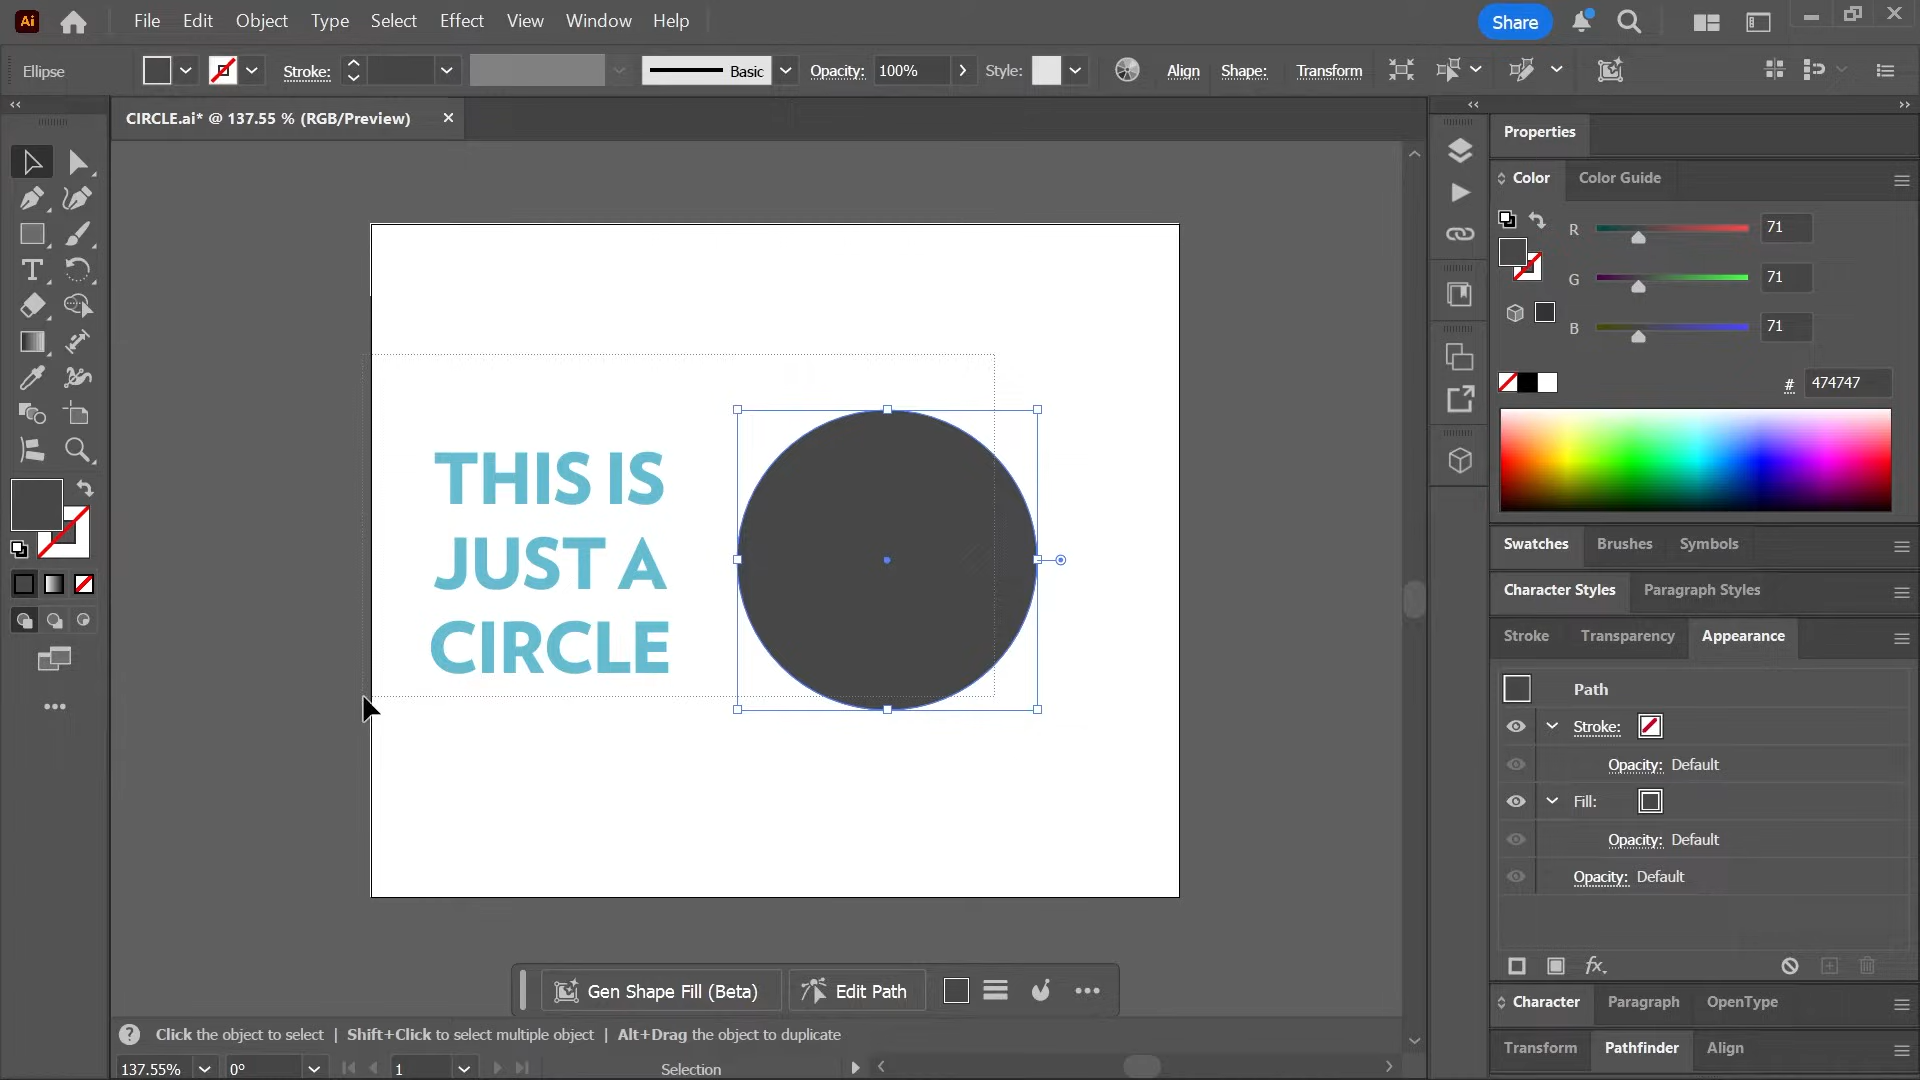 Ai File Edit Object Type Select Effect View Window Help Share
Ellipse Stroke: Basic Opacity: 100% Style: Align Shape: Transform
CIRCLE.ai* @ 137.55 % (RGB/Preview)
Properties
Color Color Guide
R 71
G 71
B 71
# 474747
THIS IS
JUST A
CIRCLE
Swatches Brushes Symbols
Character Styles Paragraph Styles
Stroke Transparency Appearance
Path
Stroke:
Opacity: Default
Fill:
Opacity: Default
Opacity: Default
fx
Gen Shape Fill (Beta) Edit Path
Character Paragraph OpenType
Click the object to select | Shift+Click to select multiple object | Alt+Drag the object to duplicate
Transform Pathfinder Align
137.55% 0° 1 Selection